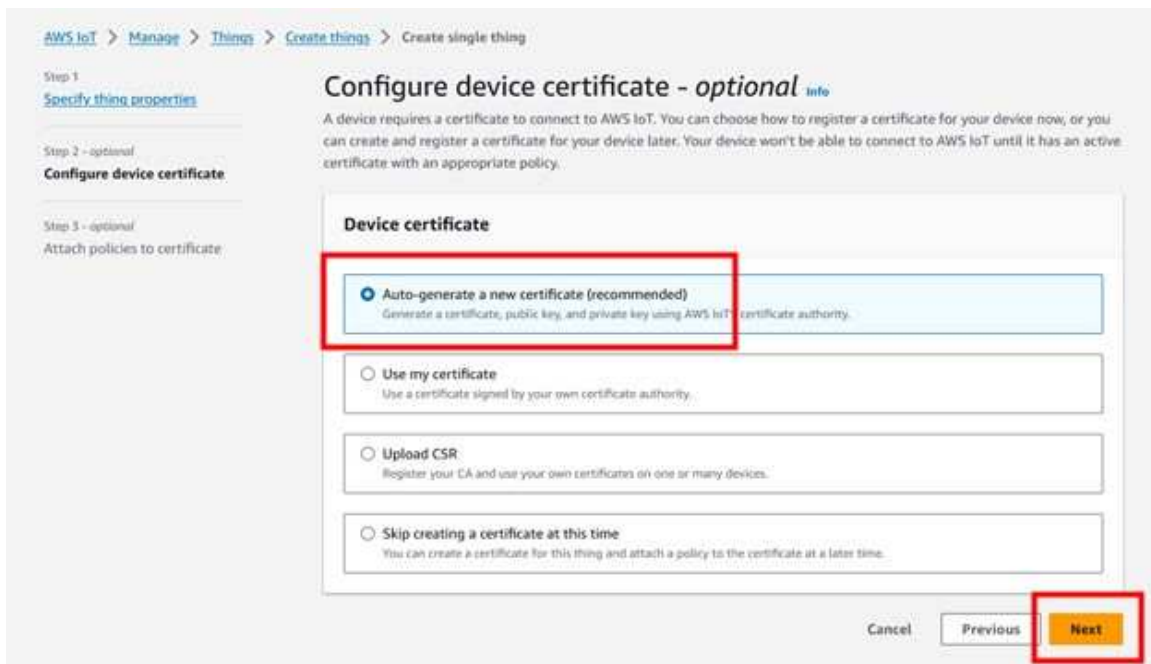 AWS IoT > Manage > Things > Create things > Create single thing
Step 1
Specify thing properties
Step 2 - optional
Configure device certificate
Step 3 - optional
Attach policies to certificate
Configure device certificate - optional Info
A device requires a certificate to connect to AWS IoT. You can choose how to register a certificate for your device now, or you
can create and register a certificate for your device later. Your device won't be able to connect to AWS IoT until it has an active
certificate with an appropriate policy.
Device certificate
Auto-generate a new certificate (recommended)
Generate a certificate, public key, and private key using AWS IoT's certificate authority.
Use my certificate
Use a certificate signed by your own certificate authority.
Upload CSR
Register your CA and use your own certificates on one or many devices.
Skip creating a certificate at this time
You can create a certificate for this thing and attach a policy to the certificate at a later time.
Cancel
Previous
Next